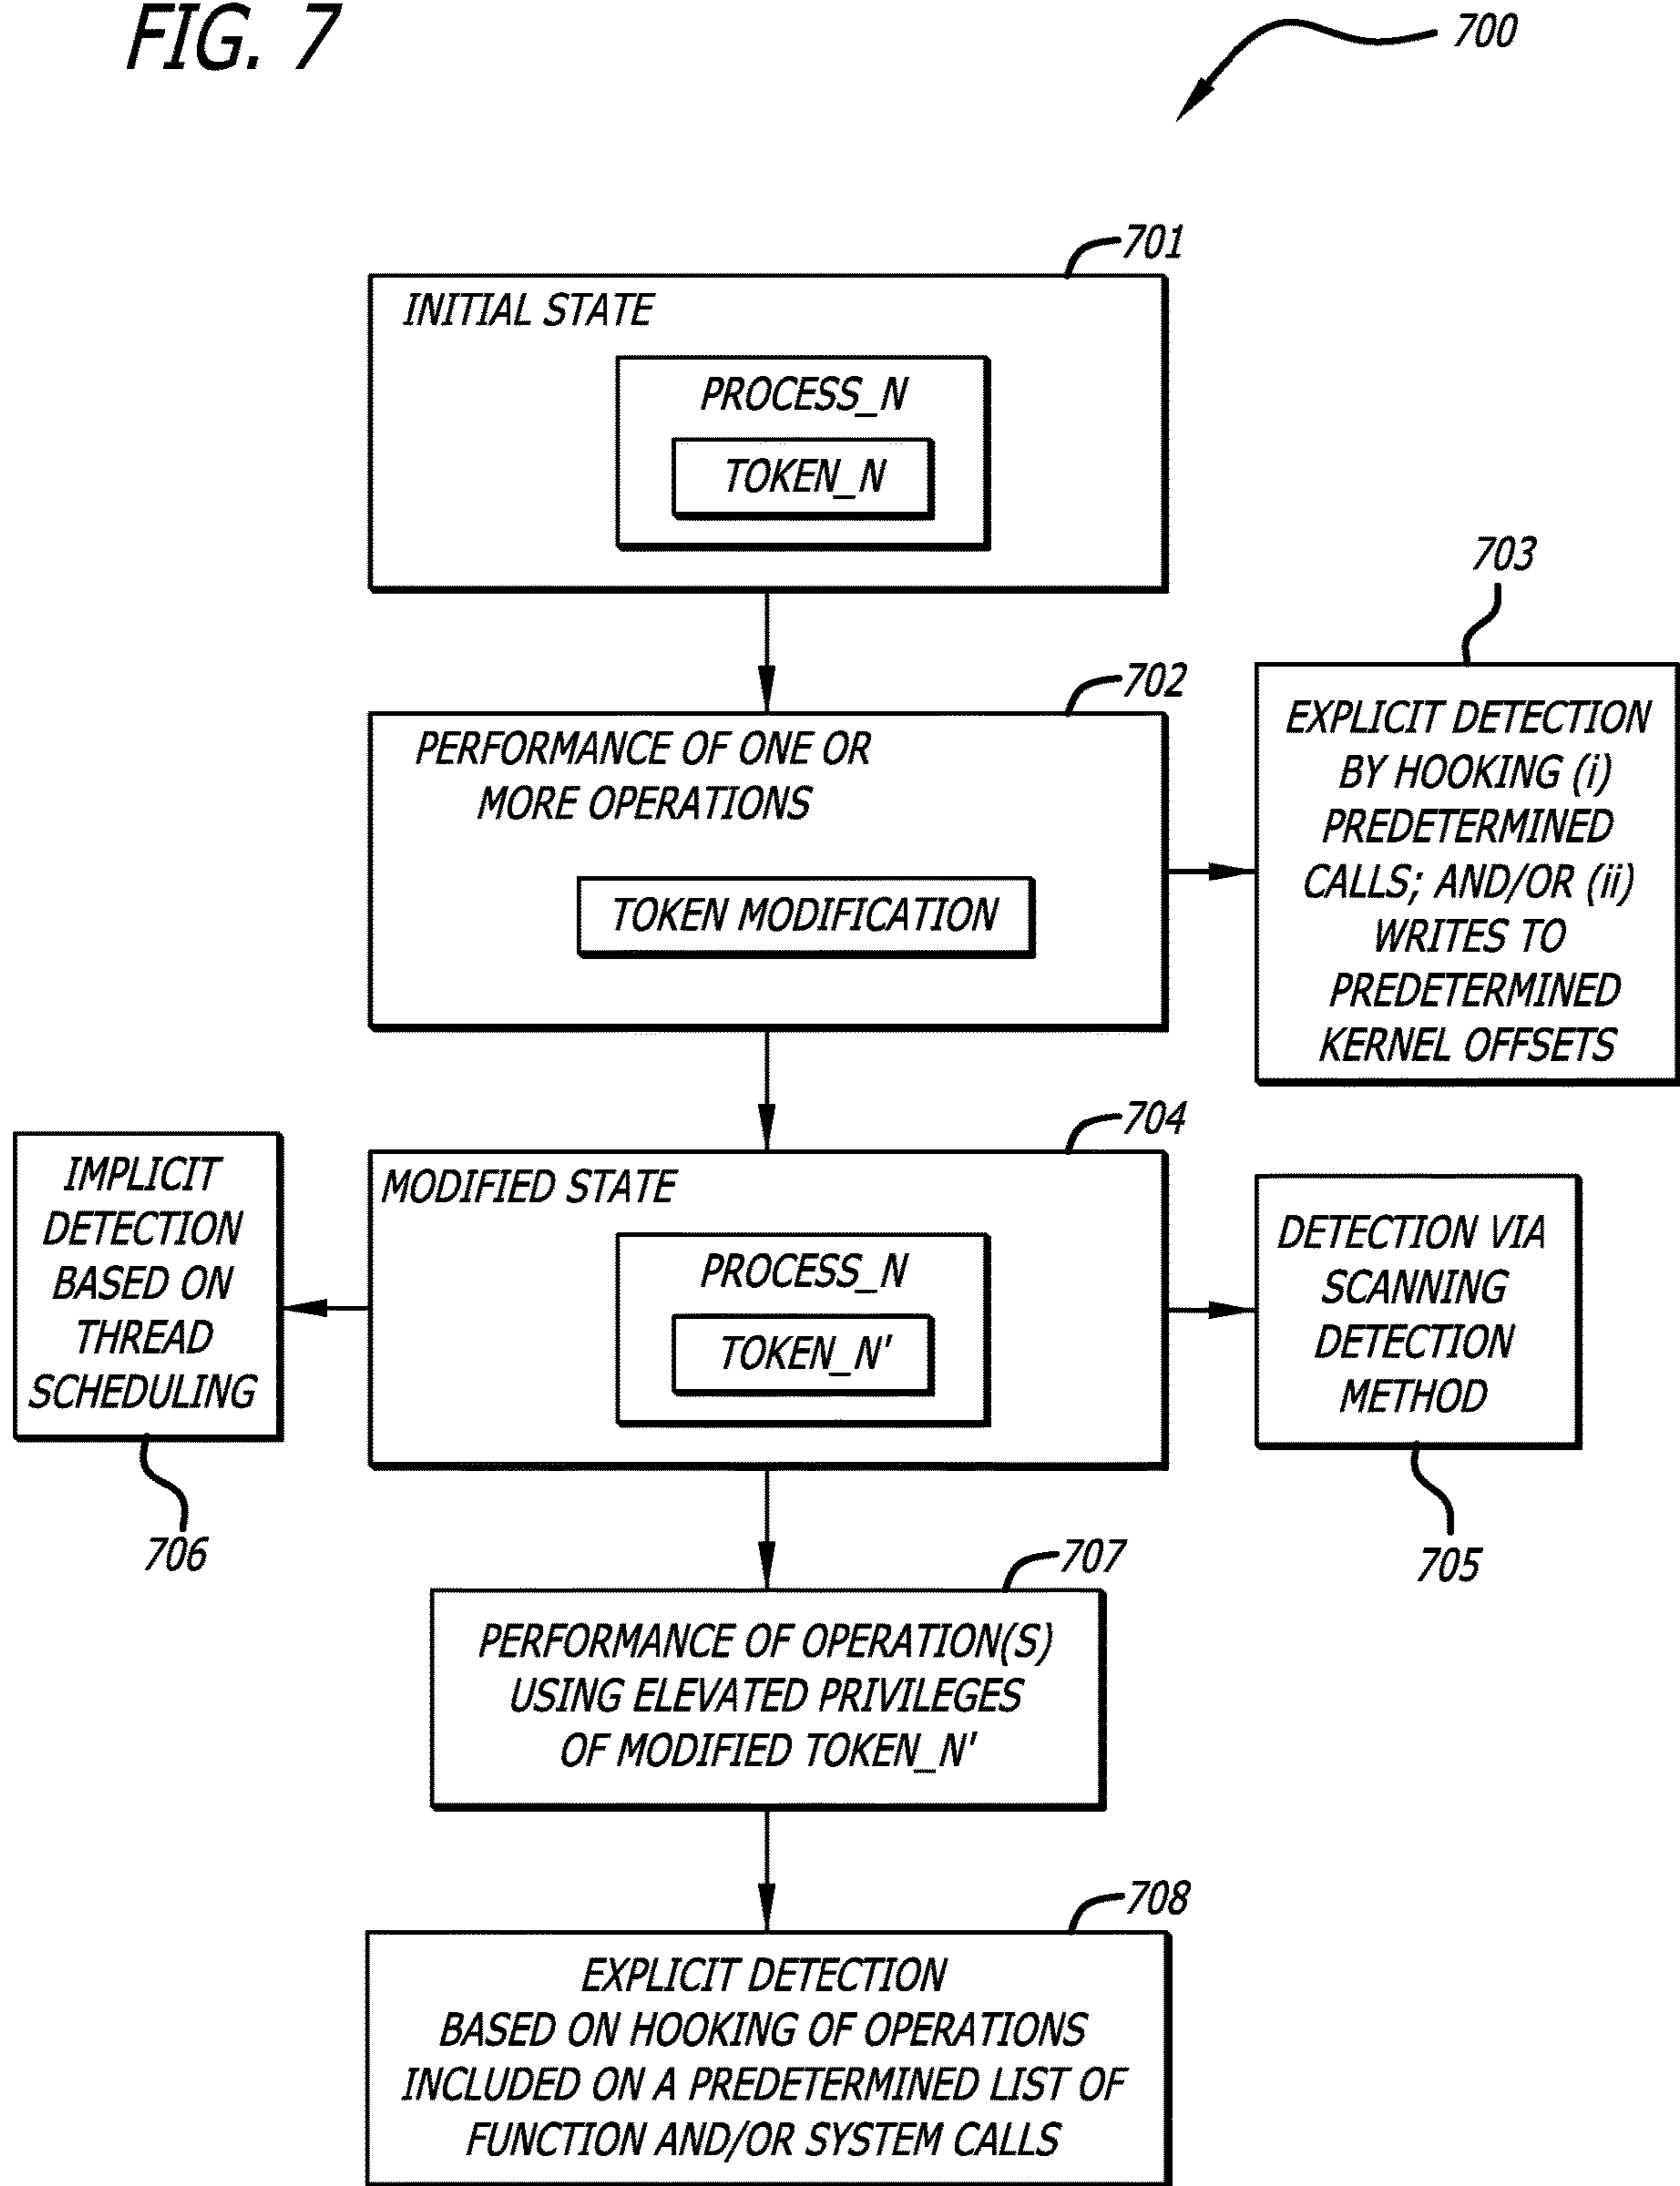 FIG. 7
700
701
INITIAL STATE
PROCESS_N
TOKEN_N
702
PERFORMANCE OF ONE OR
MORE OPERATIONS
TOKEN MODIFICATION
703
EXPLICIT DETECTION
BY HOOKING (i)
PREDETERMINED
CALLS; AND/OR (ii)
WRITES TO
PREDETERMINED
KERNEL OFFSETS
704
MODIFIED STATE
PROCESS_N
TOKEN_N'
IMPLICIT
DETECTION
BASED ON
THREAD
SCHEDULING
706
DETECTION VIA
SCANNING
DETECTION
METHOD
705
707
PERFORMANCE OF OPERATION(S)
USING ELEVATED PRIVILEGES
OF MODIFIED TOKEN_N'
708
EXPLICIT DETECTION
BASED ON HOOKING OF OPERATIONS
INCLUDED ON A PREDETERMINED LIST OF
FUNCTION AND/OR SYSTEM CALLS